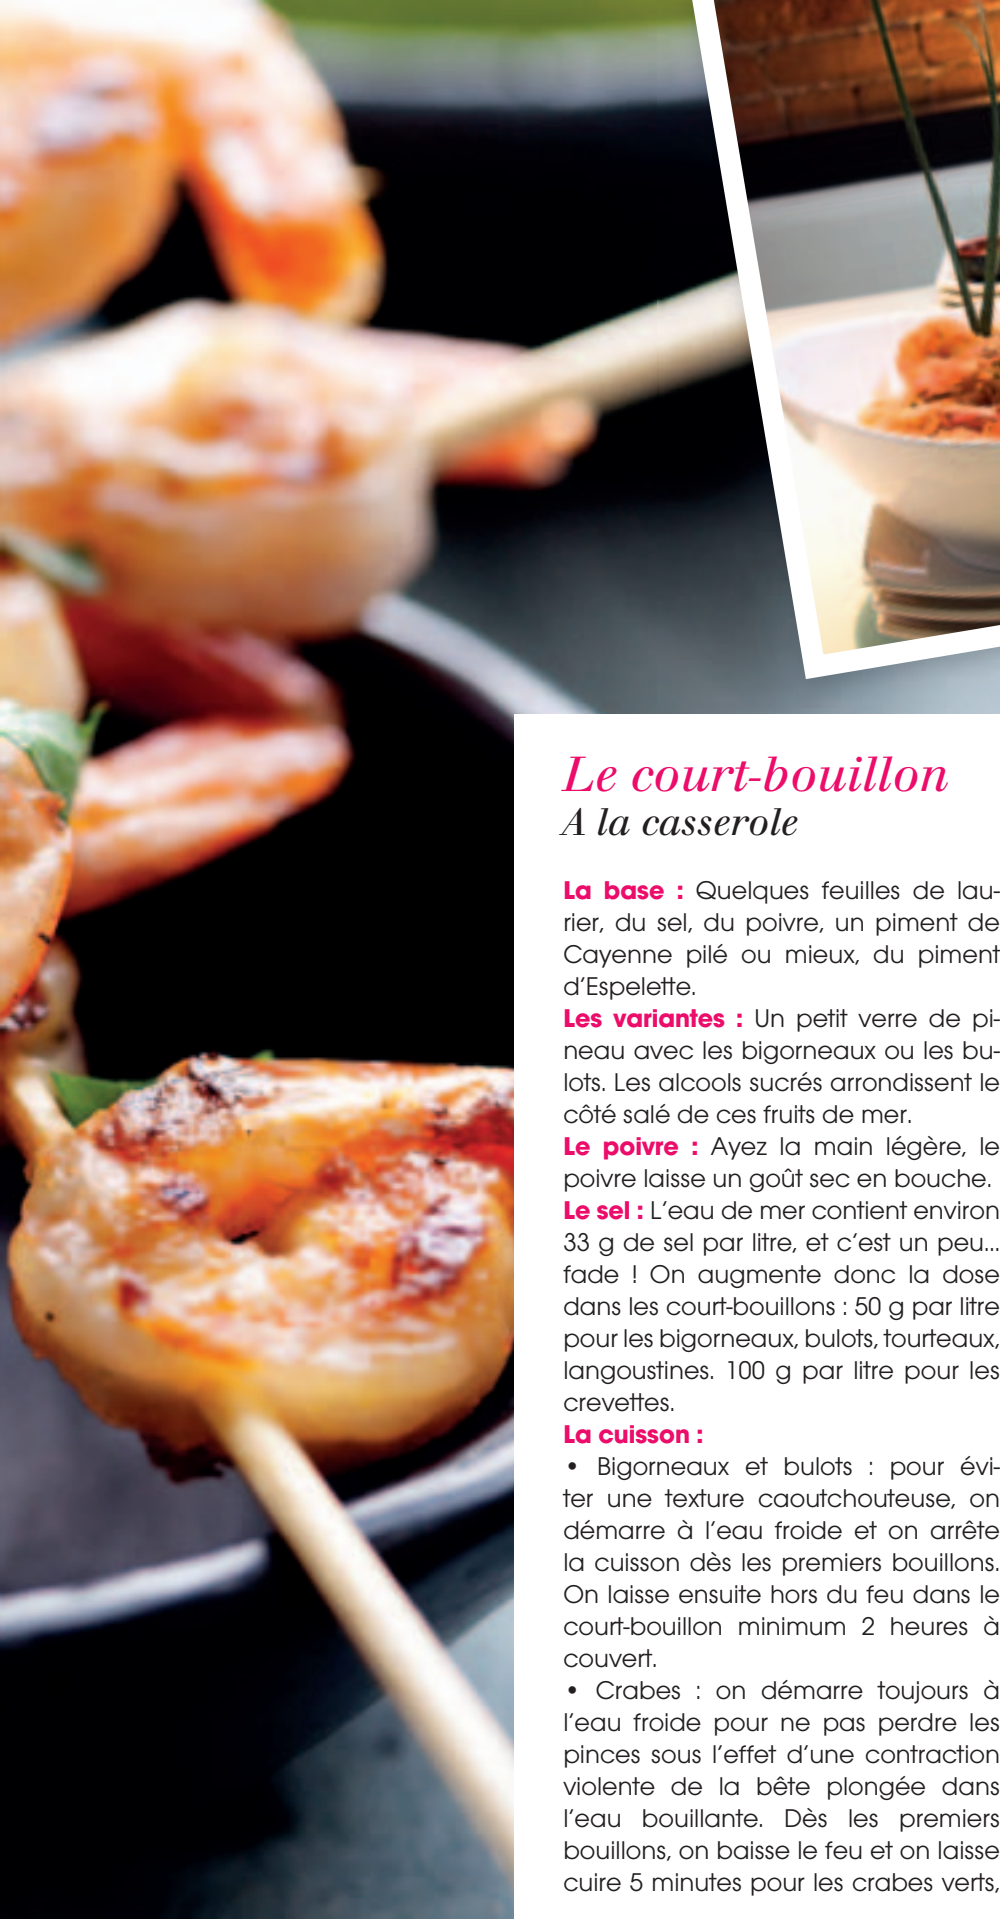 Le court-bouillon
A la casserole
La base : Quelques feuilles de lau-
rier, du sel, du poivre, un piment de
Cayenne pilé ou mieux, du piment
d’Espelette.
Les variantes : Un petit verre de pi-
neau avec les bigorneaux ou les bu-
lots. Les alcools sucrés arrondissent le
côté salé de ces fruits de mer.
Le poivre : Ayez la main légère, le
poivre laisse un goût sec en bouche.
Le sel : L’eau de mer contient environ
33 g de sel par litre, et c’est un peu...
fade ! On augmente donc la dose
dans les court-bouillons : 50 g par litre
pour les bigorneaux, bulots, tourteaux,
langoustines. 100 g par litre pour les
crevettes.
La cuisson :
• Bigorneaux et bulots : pour évi-
ter une texture caoutchouteuse, on
démarre à l’eau froide et on arrête
la cuisson dès les premiers bouillons.
On laisse ensuite hors du feu dans le
court-bouillon minimum 2 heures à
couvert.
• Crabes : on démarre toujours à
l’eau froide pour ne pas perdre les
pinces sous l’effet d’une contraction
violente de la bête plongée dans
l’eau bouillante. Dès les premiers
bouillons, on baisse le feu et on laisse
cuire 5 minutes pour les crabes verts,